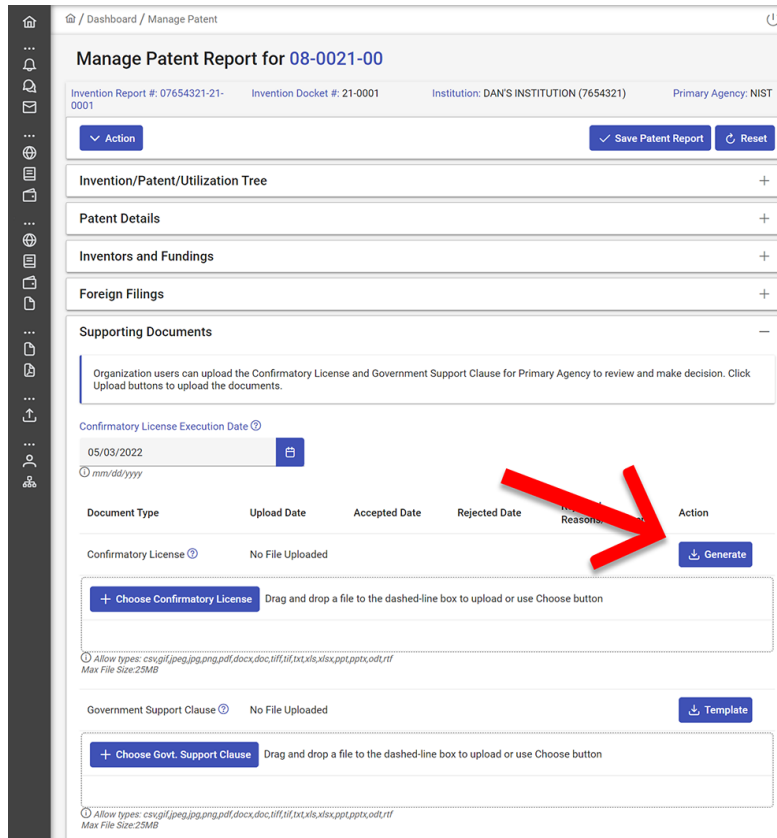 / Dashboard / Manage Patent
Manage Patent Report for 08-0021-00
Invention Report #: 07654321-21-
0001
Invention Docket #: 21-0001
Institution: DAN'S INSTITUTION (7654321)
Primary Agency: NIST
Action
Save Patent Report
Reset
Invention/Patent/Utilization Tree
Patent Details
Inventors and Fundings
Foreign Filings
Supporting Documents
Organization users can upload the Confirmatory License and Government Support Clause for Primary Agency to review and make decision. Click
Upload buttons to upload the documents.
Confirmatory License Execution Date
05/03/2022
mm/dd/yyyy
Document Type Upload Date Accepted Date Rejected Date Action
Confirmatory License No File Uploaded Generate
+ Choose Confirmatory License Drag and drop a file to the dashed-line box to upload or use Choose button
Allow types: csv,gif,jpeg,jpg,png,pdf,docx,doc,tiff,tif,txt,xls,xlsx,ppt,pptx,odt,rtf
Max File Size:25MB
Government Support Clause No File Uploaded Template
+ Choose Govt. Support Clause Drag and drop a file to the dashed-line box to upload or use Choose button
Allow types: csv,gif,jpeg,jpg,png,pdf,docx,doc,tiff,tif,txt,xls,xlsx,ppt,pptx,odt,rtf
Max File Size:25MB